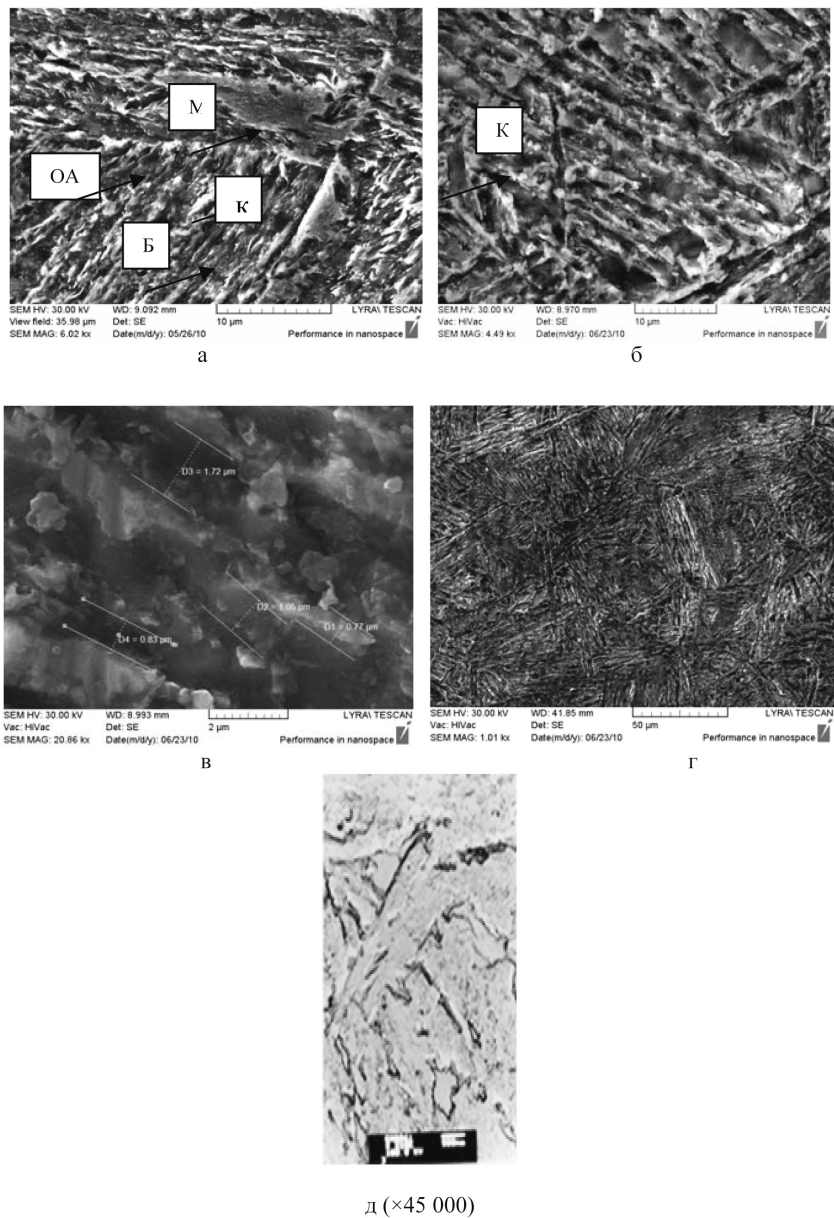 М
ОА
К
Б
SEM HV: 30.00 kV WD: 9.092 mm LYRA\ TESCAN
View field: 35.98 µm Det: SE 10 µm
SEM MAG: 6.02 kx Date(m/d/y): 05/26/10 Performance in nanospace
а
К
SEM HV: 30.00 kV WD: 8.970 mm LYRA\ TESCAN
Vac: HiVac Det: SE 10 µm
SEM MAG: 4.49 kx Date(m/d/y): 06/23/10 Performance in nanospace
б
D3 = 1.72 µm
D2 = 1.05 µm
D1 = 0.77 µm
D4 = 0.83 µm
SEM HV: 30.00 kV WD: 8.993 mm LYRA\ TESCAN
Vac: HiVac Det: SE 2 µm
SEM MAG: 20.86 kx Date(m/d/y): 06/23/10 Performance in nanospace
в
SEM HV: 30.00 kV WD: 41.85 mm LYRA\ TESCAN
Vac: HiVac Det: SE 50 µm
SEM MAG: 1.01 kx Date(m/d/y): 06/23/10 Performance in nanospace
г
д (×45 000)